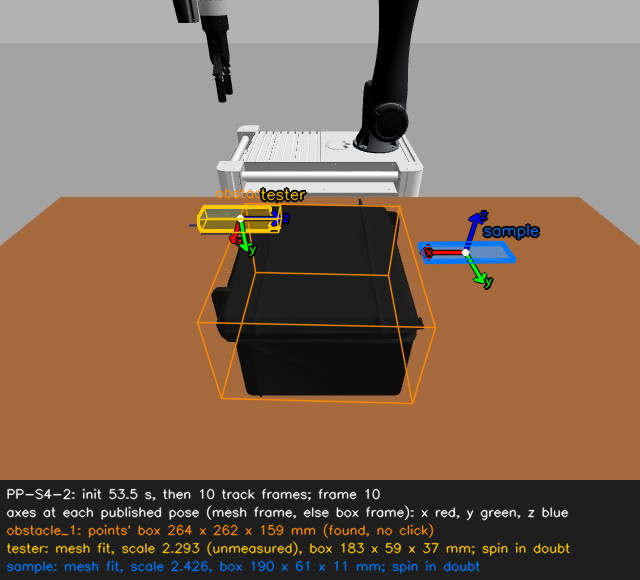 obstac
tester
z
y
sample
z
x
y
PP-S4-2: init 53.5 s, then 10 track frames; frame 10
axes at each published pose (mesh frame, else box frame): x red, y green, z blue
obstacle_1: points' box 264 x 262 x 159 mm (found, no click)
tester: mesh fit, scale 2.293 (unmeasured), box 183 x 59 x 37 mm; spin in doubt
sample: mesh fit, scale 2.426, box 190 x 61 x 11 mm; spin in doubt